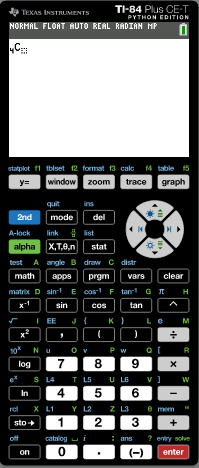 TEXAS INSTRUMENTS TI-84 Plus CE-T
PYTHON EDITION
NORMAL FLOAT AUTO REAL RADIAN MP
statplot f1 tblset f2 format f3 calc f4 table f5
y= window zoom trace graph
quit ins
2nd mode del
A-lock link list
alpha X,T,θ,n stat
test A angle B draw C distr
math apps prgm vars clear
matrix D sin⁻¹ E cos⁻¹ F tan⁻¹ G π H
x⁻¹ sin cos tan ^
√ I EE J { K } L e M
x² , ( ) ÷
10ˣ N u O v P w Q [ R
log 7 8 9 ×
eˣ S L4 T L5 U L6 V ] W
ln 4 5 6 −
rcl X L1 Y L2 Z L3 θ mem "
sto→ 1 2 3 +
off catalog ⎵ i : ans ? entry solve
on 0 . (−) enter